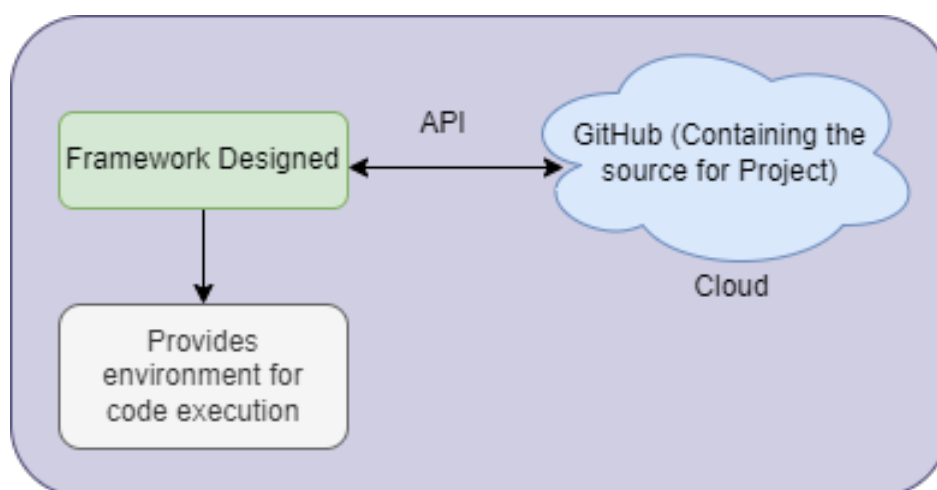 Framework Designed
API
GitHub (Containing the
source for Project)
Cloud
Provides
environment for
code execution